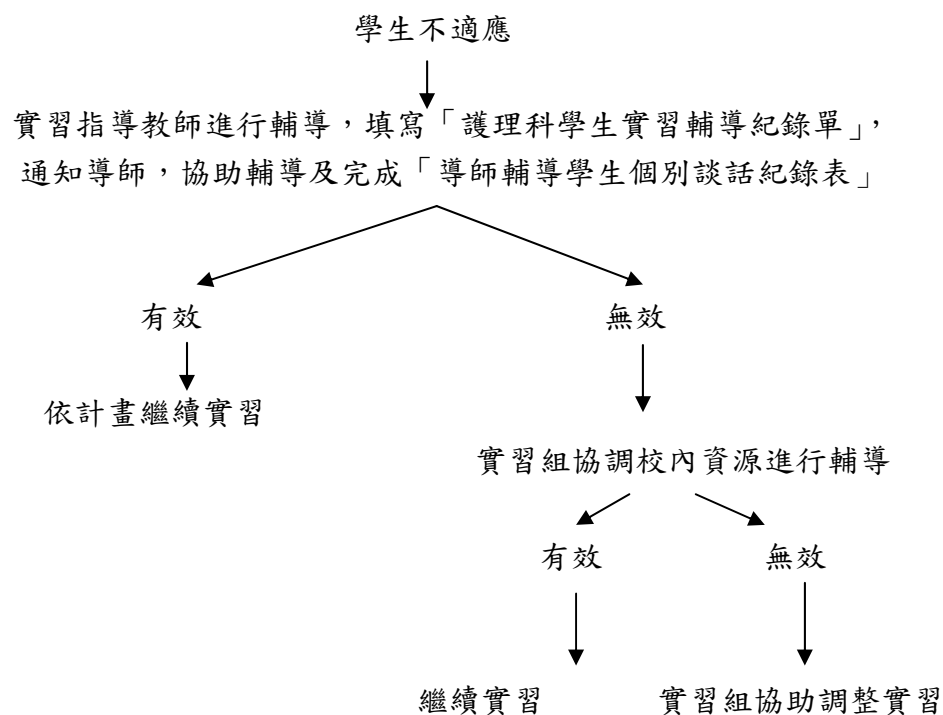 學生不適應
實習指導教師進行輔導，填寫「護理科學生實習輔導紀錄單」，
通知導師，協助輔導及完成「導師輔導學生個別談話紀錄表」
有效
無效
依計畫繼續實習
實習組協調校內資源進行輔導
有效
無效
繼續實習
實習組協助調整實習